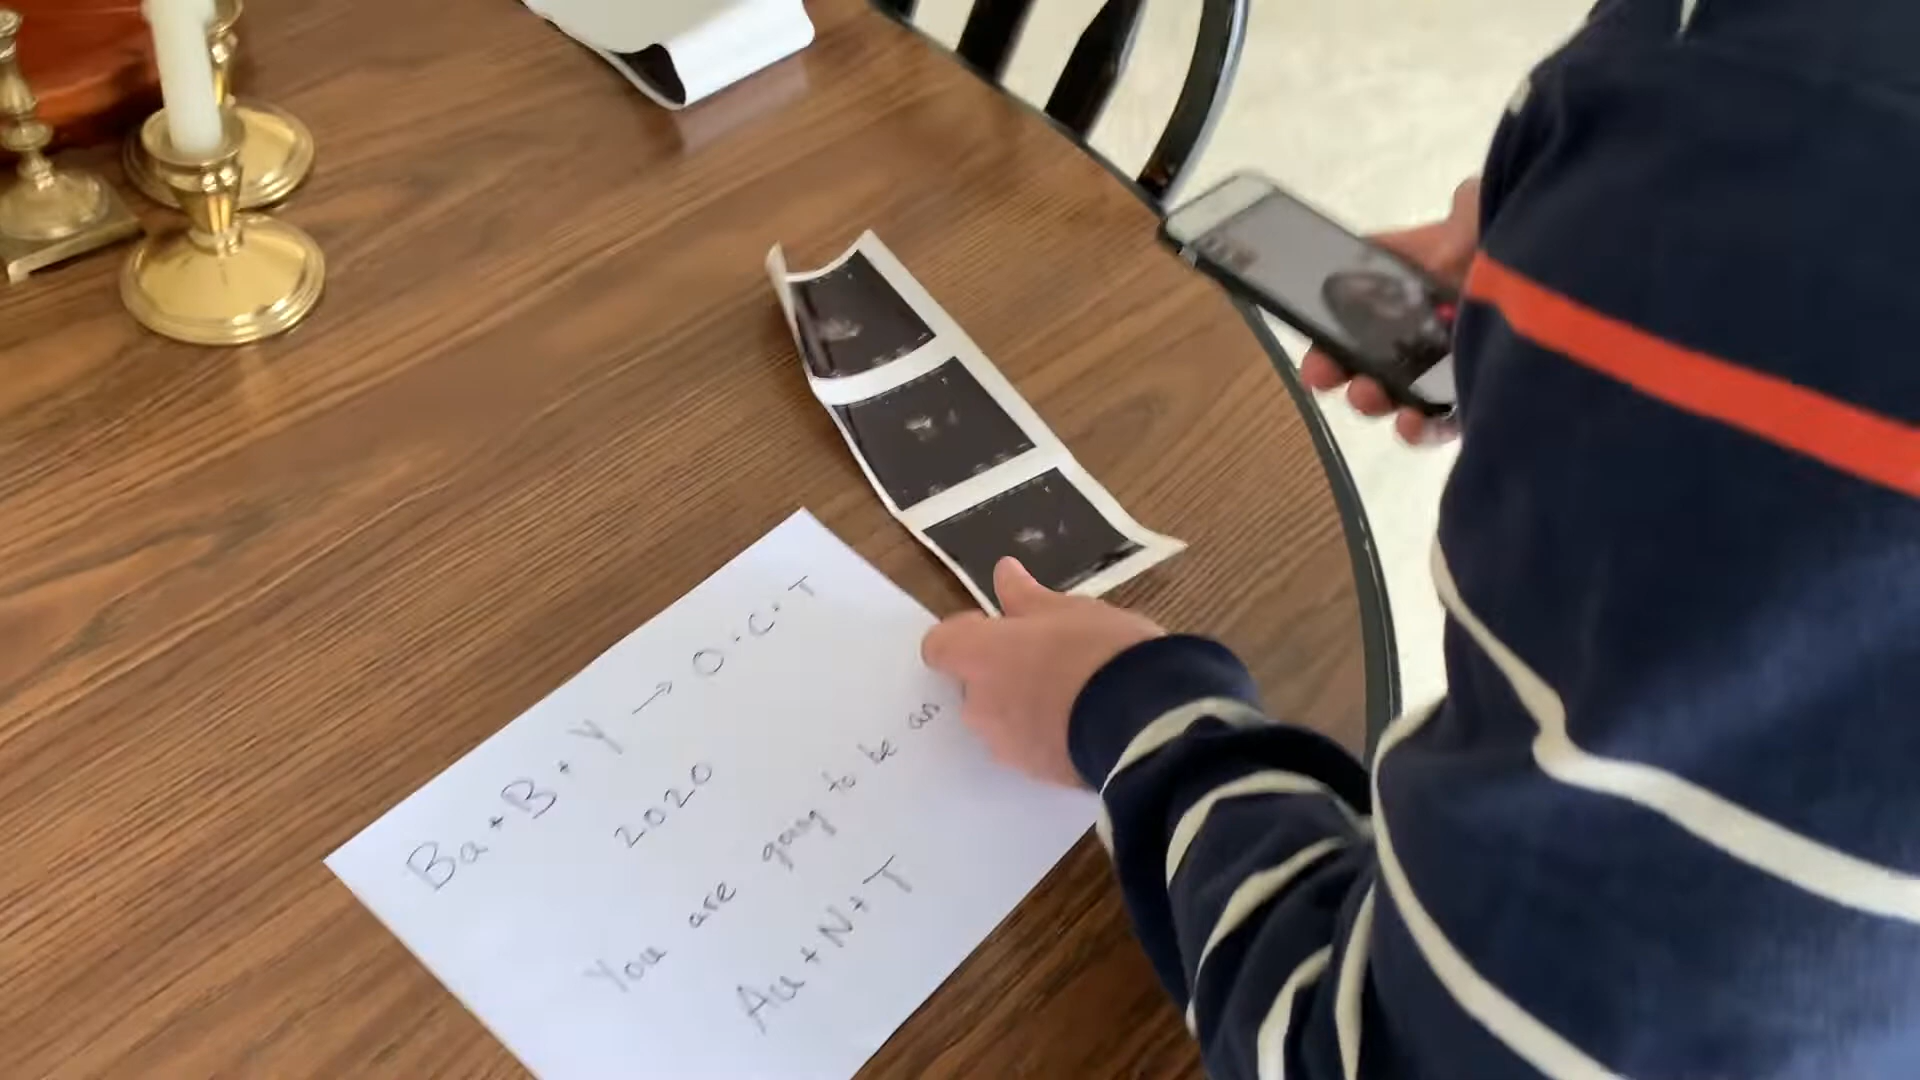 Ba + B + Y → O.C.T
2020
You are going to be an
Au + N + T